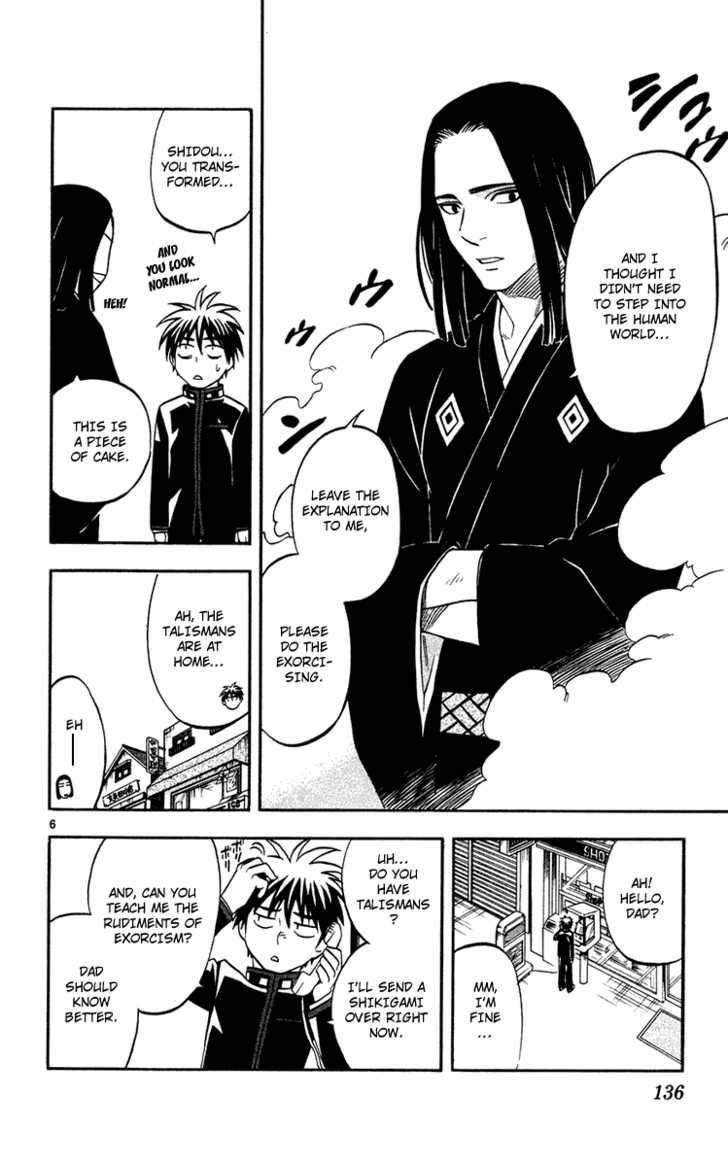 AND I
THOUGHT I
DIDN'T NEED
TO STEP INTO
THE HUMAN
WORLD...
LEAVE THE
EXPLANATION
TO ME,
PLEASE
DO THE
EXORCI-
SING.
SHIDOU...
YOU TRANS-
FORMED...
AND
YOU LOOK
NORMAL...
HEH!
THIS IS
A PIECE
OF CAKE.
AH, THE
TALISMANS
ARE AT
HOME...
EH
6
AH!
HELLO,
DAD?
MM,
I'M
FINE
...
UH...
DO YOU
HAVE
TALISMANS
?
I'LL SEND A
SHIKIGAMI
OVER RIGHT
NOW.
AND, CAN YOU
TEACH ME THE
RUDIMENTS OF
EXORCISM?
DAD
SHOULD
KNOW
BETTER.
136